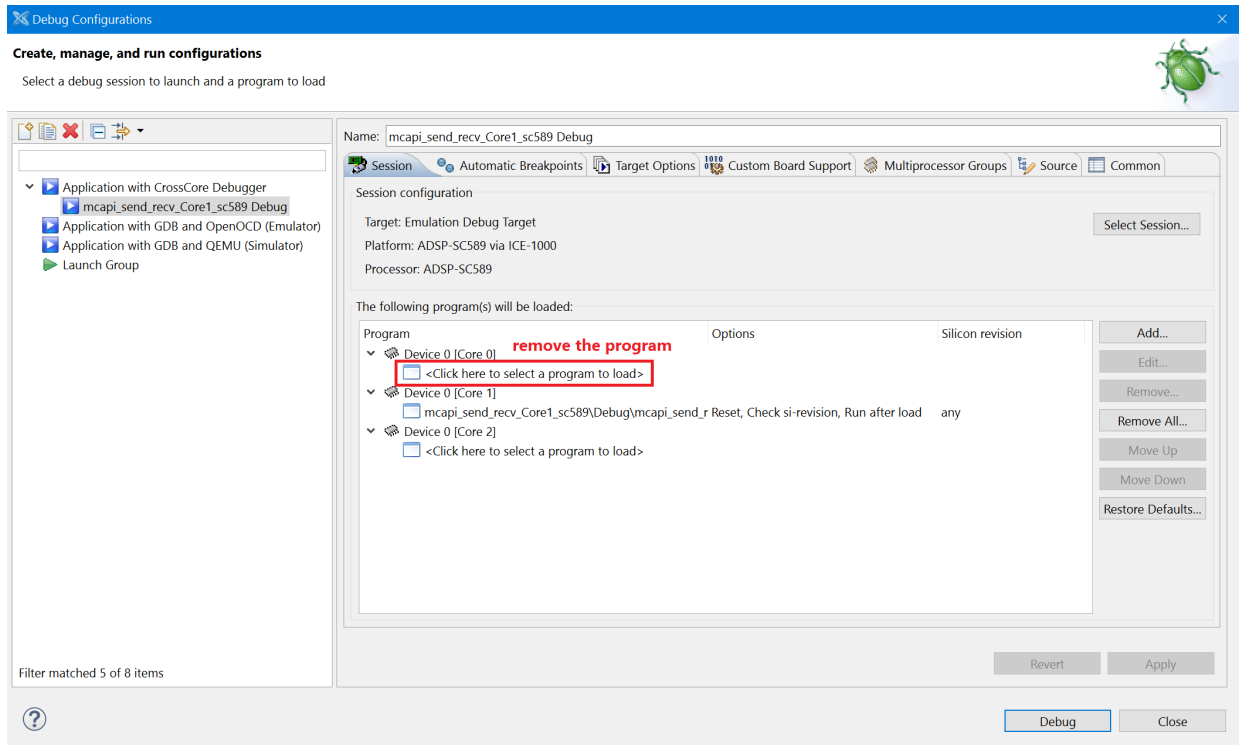 Debug Configurations
Create, manage, and run configurations
Select a debug session to launch and a program to load
Name: mcapi_send_recv_Core1_sc589 Debug
Session Automatic Breakpoints Target Options Custom Board Support Multiprocessor Groups Source Common
Application with CrossCore Debugger
mcapi_send_recv_Core1_sc589 Debug
Application with GDB and OpenOCD (Emulator)
Application with GDB and QEMU (Simulator)
Launch Group
Filter matched 5 of 8 items
Session configuration
Target: Emulation Debug Target
Platform: ADSP-SC589 via ICE-1000
Processor: ADSP-SC589
Select Session...
The following program(s) will be loaded:
Program Options Silicon revision
Device 0 [Core 0]
remove the program
<Click here to select a program to load>
Device 0 [Core 1]
mcapi_send_recv_Core1_sc589\Debug\mcapi_send_r Reset, Check si-revision, Run after load any
Device 0 [Core 2]
<Click here to select a program to load>
Add...
Edit...
Remove...
Remove All...
Move Up
Move Down
Restore Defaults...
Revert Apply
? Debug Close